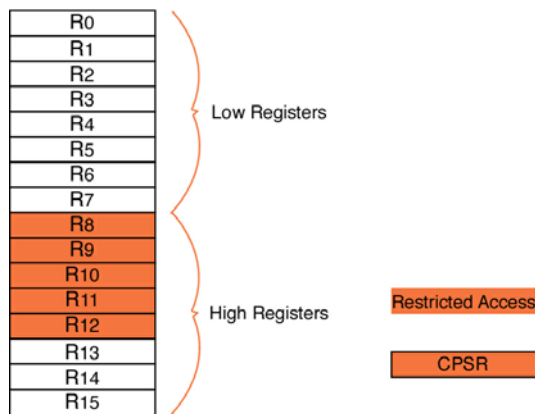 R0
R1
R2
R3
R4
R5
R6
R7
R8
R9
R10
R11
R12
R13
R14
R15
Low Registers
High Registers
Restricted Access
CPSR